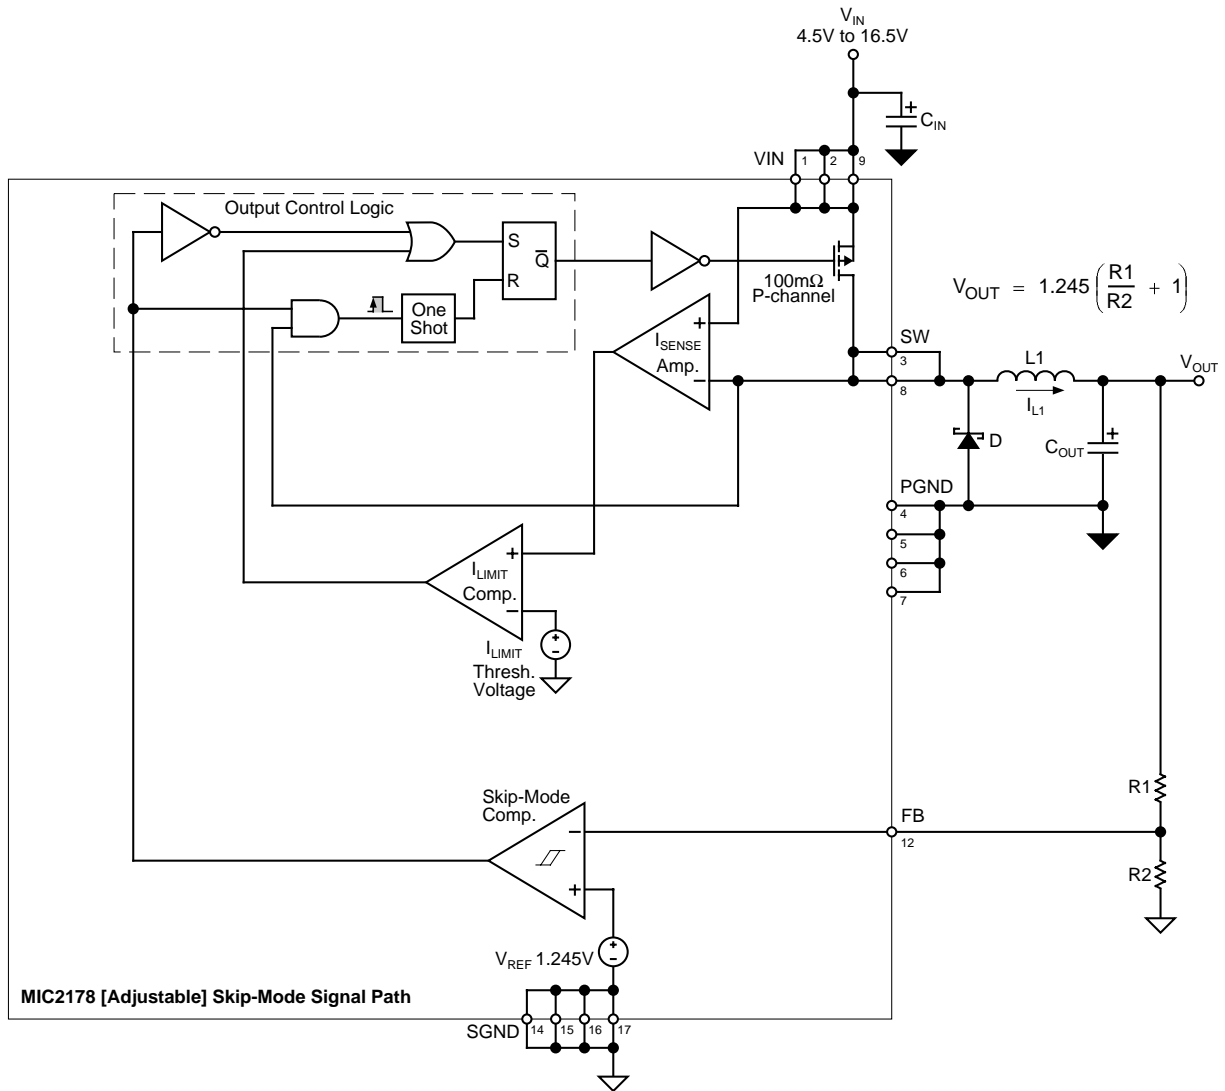 V_IN
4.5V to 16.5V
C_IN
VIN
1
2
9
Output Control Logic
S
R
Q̅
One
Shot
100mΩ
P-channel
V_OUT = 1.245 (R1/R2 + 1)
I_SENSE
Amp.
+
−
SW
3
8
L1
I_L1
V_OUT
D
C_OUT
+
PGND
4
5
6
7
I_LIMIT
Comp.
+
−
I_LIMIT
Thresh.
Voltage
+
−
Skip-Mode
Comp.
−
+
FB
12
R1
R2
V_REF 1.245V
+
−
MIC2178 [Adjustable] Skip-Mode Signal Path
SGND
14
15
16
17